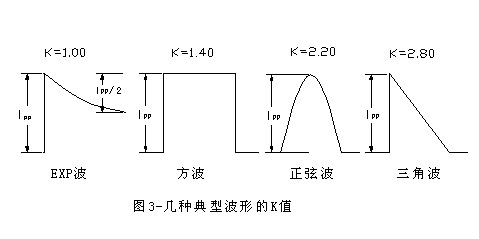 K=1.00
K=1.40
K=2.20
K=2.80
Ipp
Ipp/2
Ipp
Ipp
Ipp
EXP波
方波
正弦波
三角波
图3-几种典型波形的K值